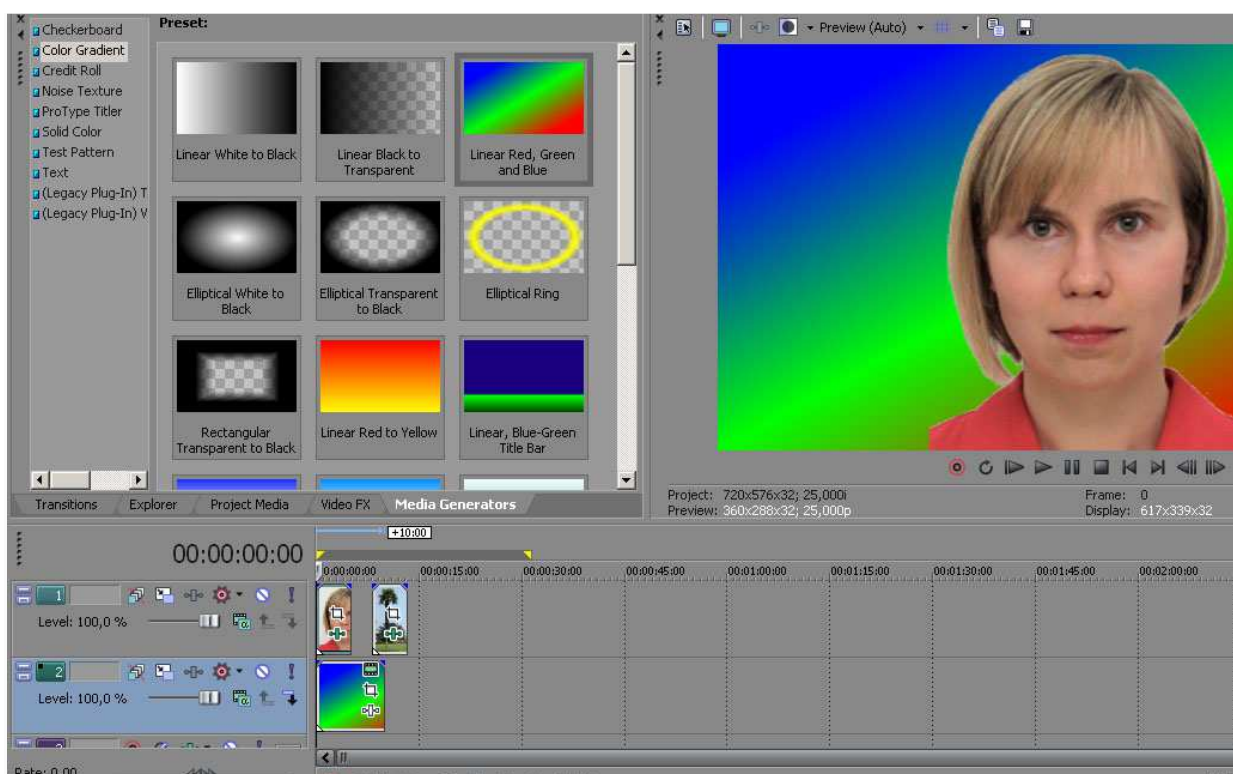 Checkerboard
Color Gradient
Credit Roll
Noise Texture
ProType Titler
Solid Color
Test Pattern
Text
(Legacy Plug-In) T
(Legacy Plug-In) V
Preset:
Linear White to Black
Linear Black to
Transparent
Linear Red, Green
and Blue
Elliptical White to
Black
Elliptical Transparent
to Black
Elliptical Ring
Rectangular
Transparent to Black
Linear Red to Yellow
Linear, Blue-Green
Title Bar
Transitions Explorer Project Media Video FX Media Generators
Preview (Auto)
Project: 720x576x32; 25,000i
Preview: 360x288x32; 25,000p
Frame: 0
Display: 617x339x32
+10:00
00:00:00:00
0:00:00:00 00:00:15:00 00:00:30:00 00:00:45:00 00:01:00:00 00:01:15:00 00:01:30:00 00:01:45:00 00:02:00:00
1
Level: 100,0 %
2
Level: 100,0 %
Rate: 0,00